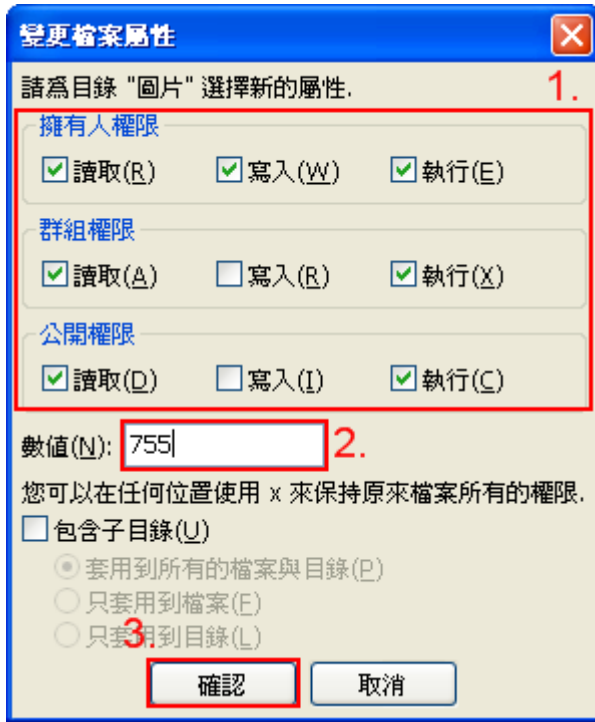 變更檔案屬性
請為目錄 "圖片" 選擇新的屬性.
1.
擁有人權限
讀取(R) 寫入(W) 執行(E)
群組權限
讀取(A) 寫入(R) 執行(X)
公開權限
讀取(D) 寫入(I) 執行(C)
數值(N): 755 2.
您可以在任何位置使用 x 來保持原來檔案所有的權限.
包含子目錄(U)
套用到所有的檔案與目錄(P)
只套用到檔案(F)
只套用到目錄(L)
3.
確認 取消